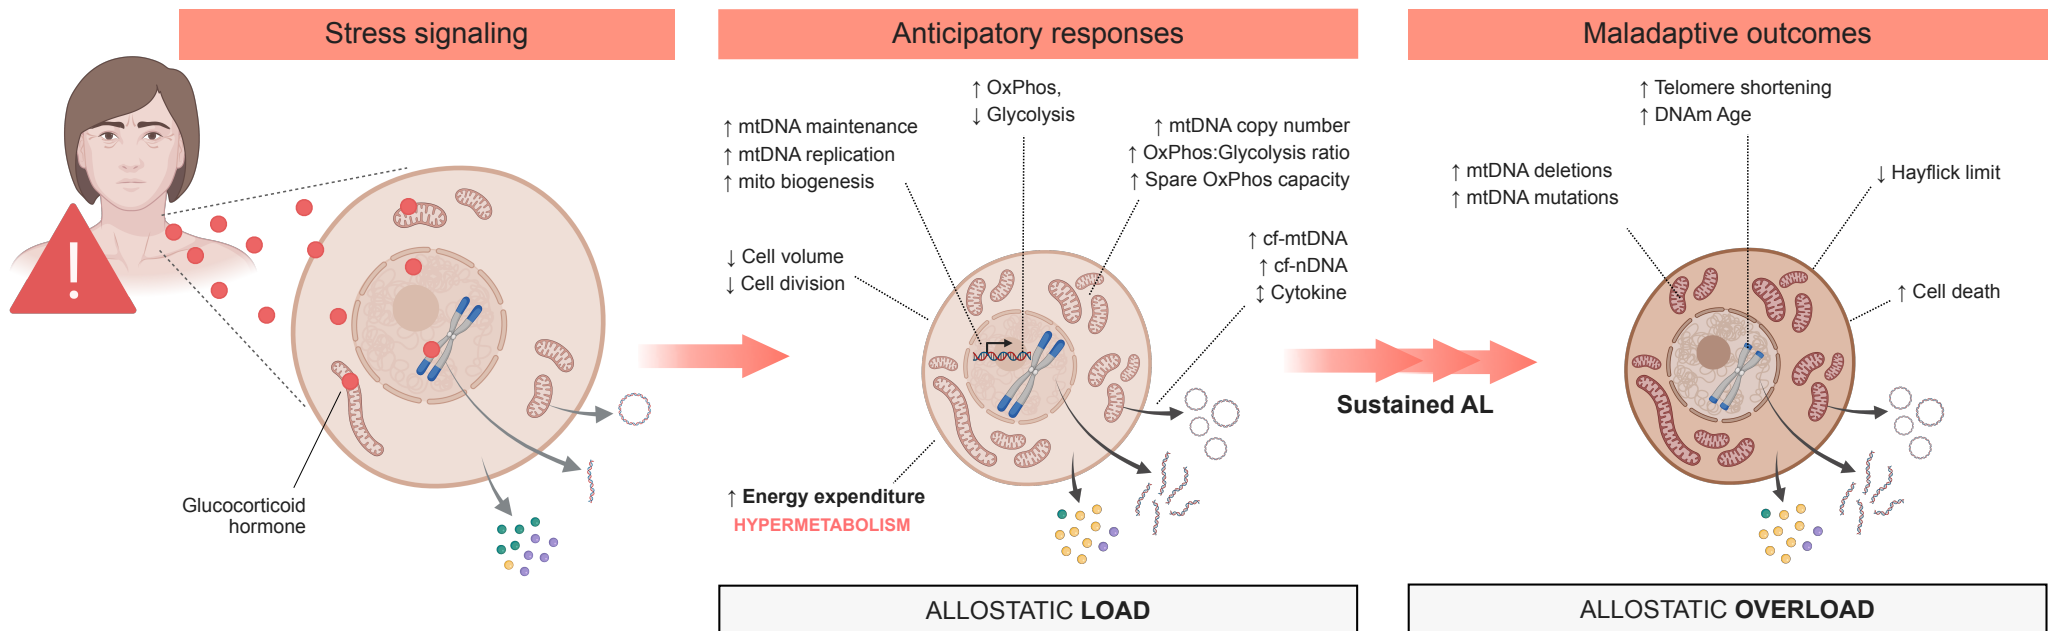 Stress signaling
!
Glucocorticoid
hormone
Anticipatory responses
↑ OxPhos,
↓ Glycolysis
↑ mtDNA maintenance
↑ mtDNA replication
↑ mito biogenesis
↑ mtDNA copy number
↑ OxPhos:Glycolysis ratio
↑ Spare OxPhos capacity
↓ Cell volume
↓ Cell division
↑ cf-mtDNA
↑ cf-nDNA
↕ Cytokine
↑ Energy expenditure
HYPERMETABOLISM
ALLOSTATIC LOAD
Sustained AL
Maladaptive outcomes
↑ Telomere shortening
↑ DNAm Age
↑ mtDNA deletions
↑ mtDNA mutations
↓ Hayflick limit
↑ Cell death
ALLOSTATIC OVERLOAD